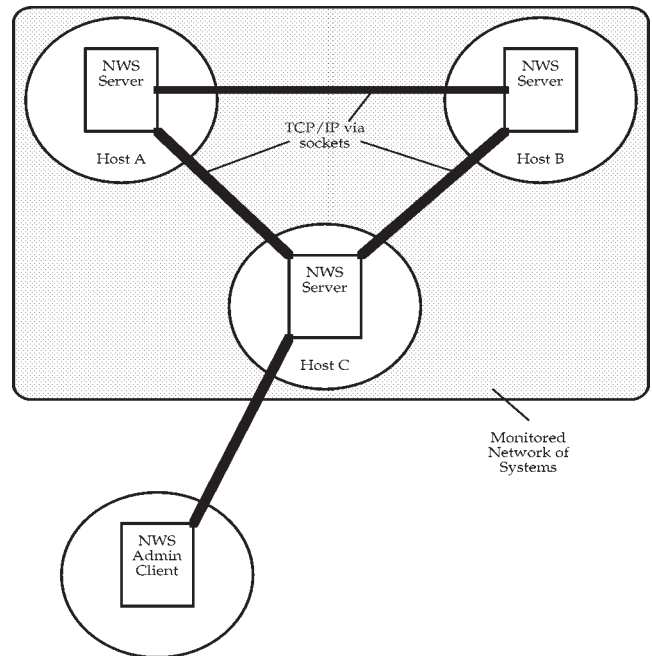 NWS
Server
Host A
NWS
Server
Host B
TCP/IP via
sockets
NWS
Server
Host C
Monitored
Network of
Systems
NWS
Admin
Client